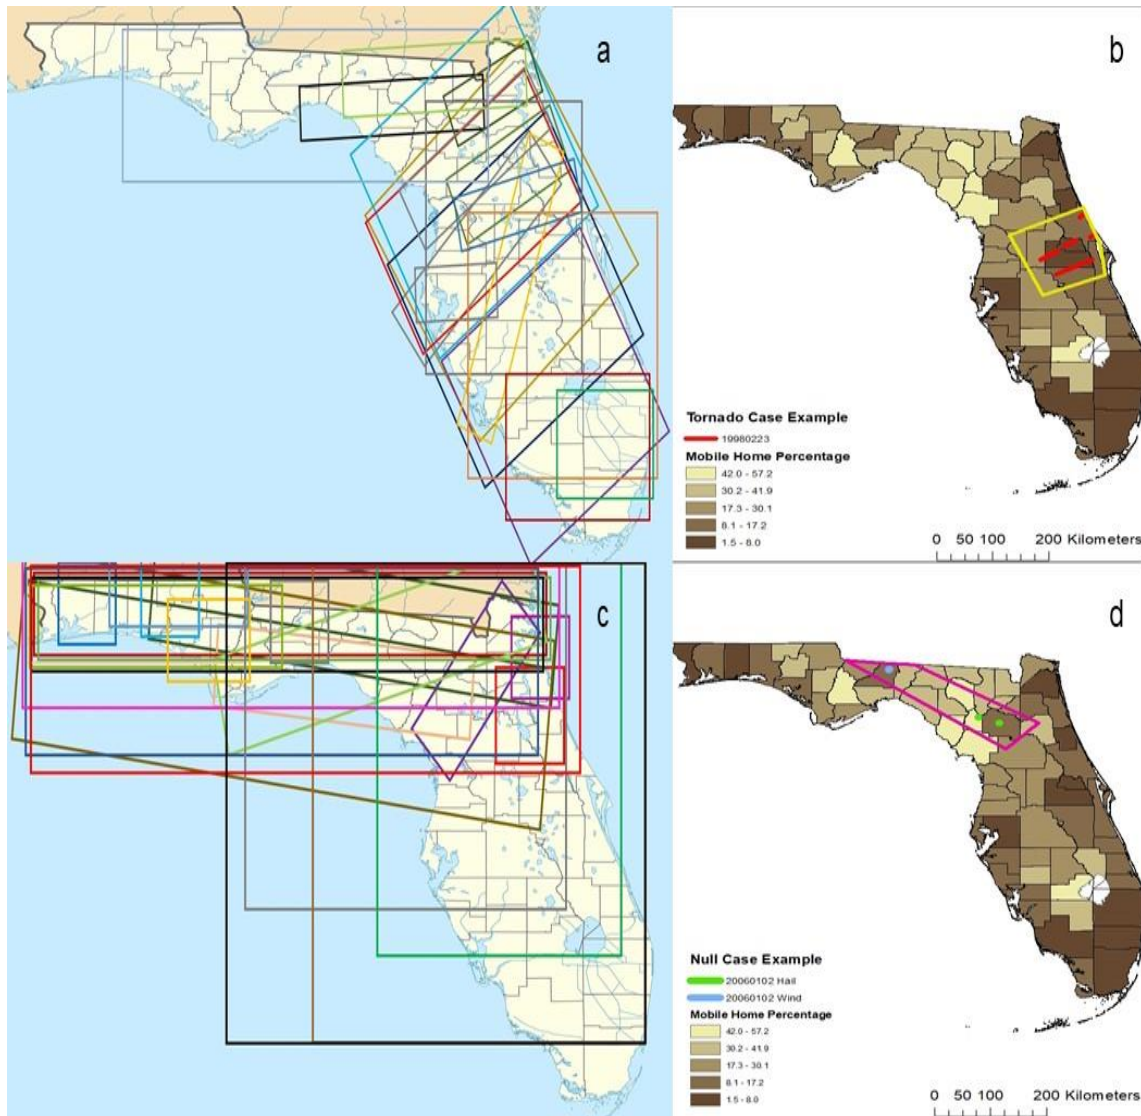 a
b
Tornado Case Example
19980223
Mobile Home Percentage
42.0 - 57.2
30.2 - 41.9
17.3 - 30.1
8.1 - 17.2
1.5 - 8.0
0 50 100 200 Kilometers
c
d
Null Case Example
20060102 Hail
20060102 Wind
Mobile Home Percentage
42.0 - 57.2
30.2 - 41.9
17.3 - 30.1
8.1 - 17.2
1.5 - 8.0
0 50 100 200 Kilometers